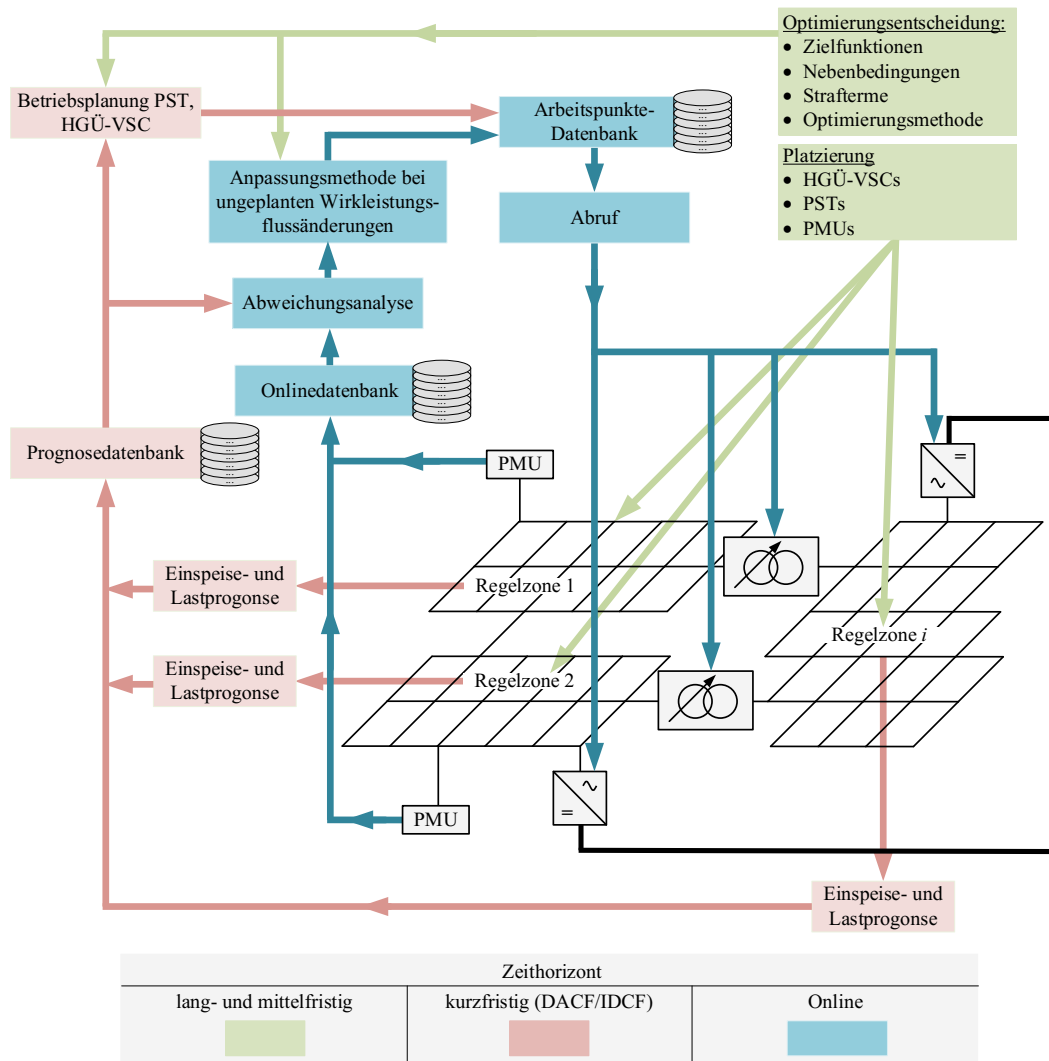 Optimierungsentscheidung:
• Zielfunktionen
• Nebenbedingungen
• Strafterme
• Optimierungsmethode
Platzierung
• HGÜ-VSCs
• PSTs
• PMUs
Betriebsplanung PST,
HGÜ-VSC
Arbeitspunkte-
Datenbank
...
...
...
...
...
...
Anpassungsmethode bei
ungeplanten Wirkleistungs-
flussänderungen
Abruf
Abweichungsanalyse
Onlinedatenbank
...
...
...
...
...
...
Prognosedatenbank
...
...
...
...
...
...
PMU
=
~
Einspeise- und
Lastprogonse
Regelzone 1
Regelzone i
Einspeise- und
Lastprogonse
Regelzone 2
PMU
~
=
Einspeise- und
Lastprogonse
Zeithorizont
lang- und mittelfristig
kurzfristig (DACF/IDCF)
Online